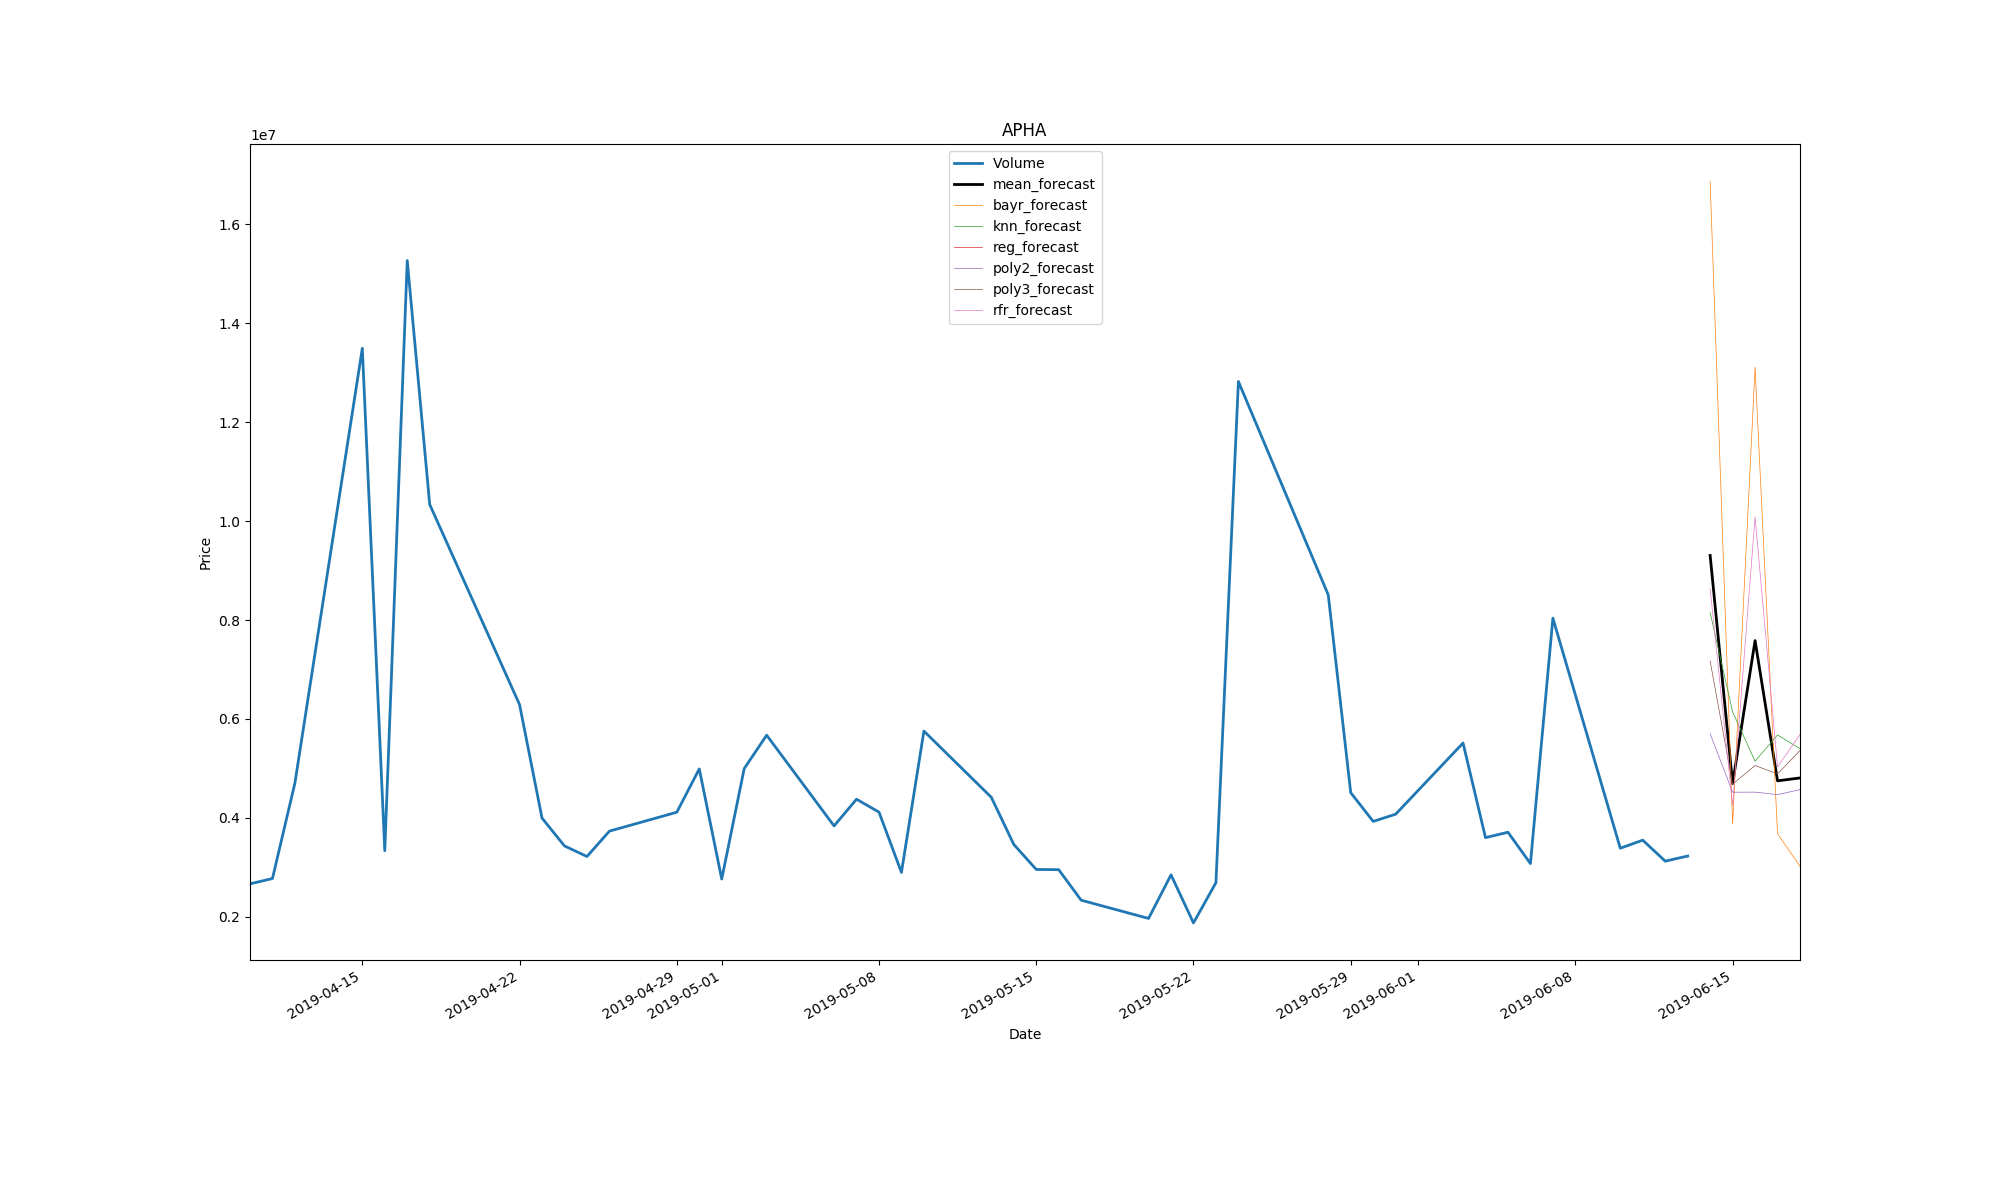 APHA
1e7
Volume
mean_forecast
bayr_forecast
knn_forecast
reg_forecast
poly2_forecast
poly3_forecast
rfr_forecast
1.6
1.4
1.2
1.0
0.8
0.6
0.4
0.2
Price
2019-04-15
2019-04-22
2019-04-29
2019-05-01
2019-05-08
2019-05-15
2019-05-22
2019-05-29
2019-06-01
2019-06-08
2019-06-15
Date